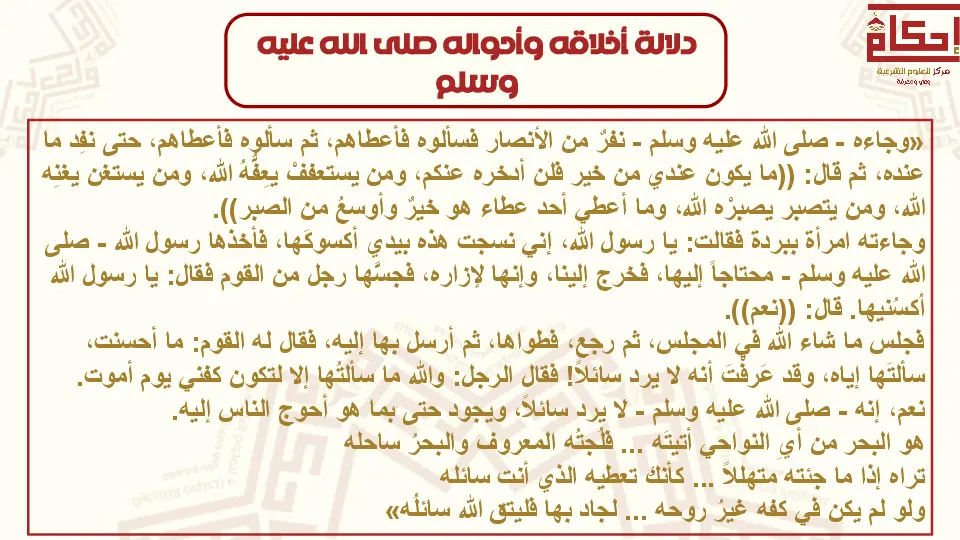 دلالة أخلاقه وأحواله صلى الله عليه
وسلم
إحكام
مركز للعلوم الشرعية
وعي ومعرفة
«وجاءه - صلى الله عليه وسلم - نفرٌ من الأنصار فسألوه فأعطاهم، ثم سألوه فأعطاهم، حتى نفِد ما
عنده، ثم قال: ((ما يكون عندي من خير فلن أدخره عنكم، ومن يستعففْ يعِفَّهُ الله، ومن يستغن يغنِه
الله، ومن يتصبر يصبرْه الله، وما أعطي أحد عطاء هو خيرٌ وأوسعُ من الصبر)).
وجاءته امرأة ببردة فقالت: يا رسول الله، إني نسجت هذه بيدي أكسوكَها، فأخذها رسول الله - صلى
الله عليه وسلم - محتاجاً إليها، فخرج إلينا، وإنها لإزاره، فجسَّها رجل من القوم فقال: يا رسول الله
أكسُنيها. قال: ((نعم)).
فجلس ما شاء الله في المجلس، ثم رجع، فطواها، ثم أرسل بها إليه، فقال له القوم: ما أحسنت،
سألتَها إياه، وقد عَرفْتَ أنه لا يرد سائلاً! فقال الرجل: والله ما سألتُها إلا لتكون كفني يوم أموت.
نعم، إنه - صلى الله عليه وسلم - لا يرد سائلاً، ويجود حتى بما هو أحوج الناس إليه.
هو البحر من أيِ النواحي أتيتَه ... فلُجتُه المعروف والبحرُ ساحله
تراه إذا ما جئته متهللاً ... كأنك تعطيه الذي أنت سائله
ولو لم يكن في كفه غيرُ روحه ... لجاد بها فليتق الله سائلُه»